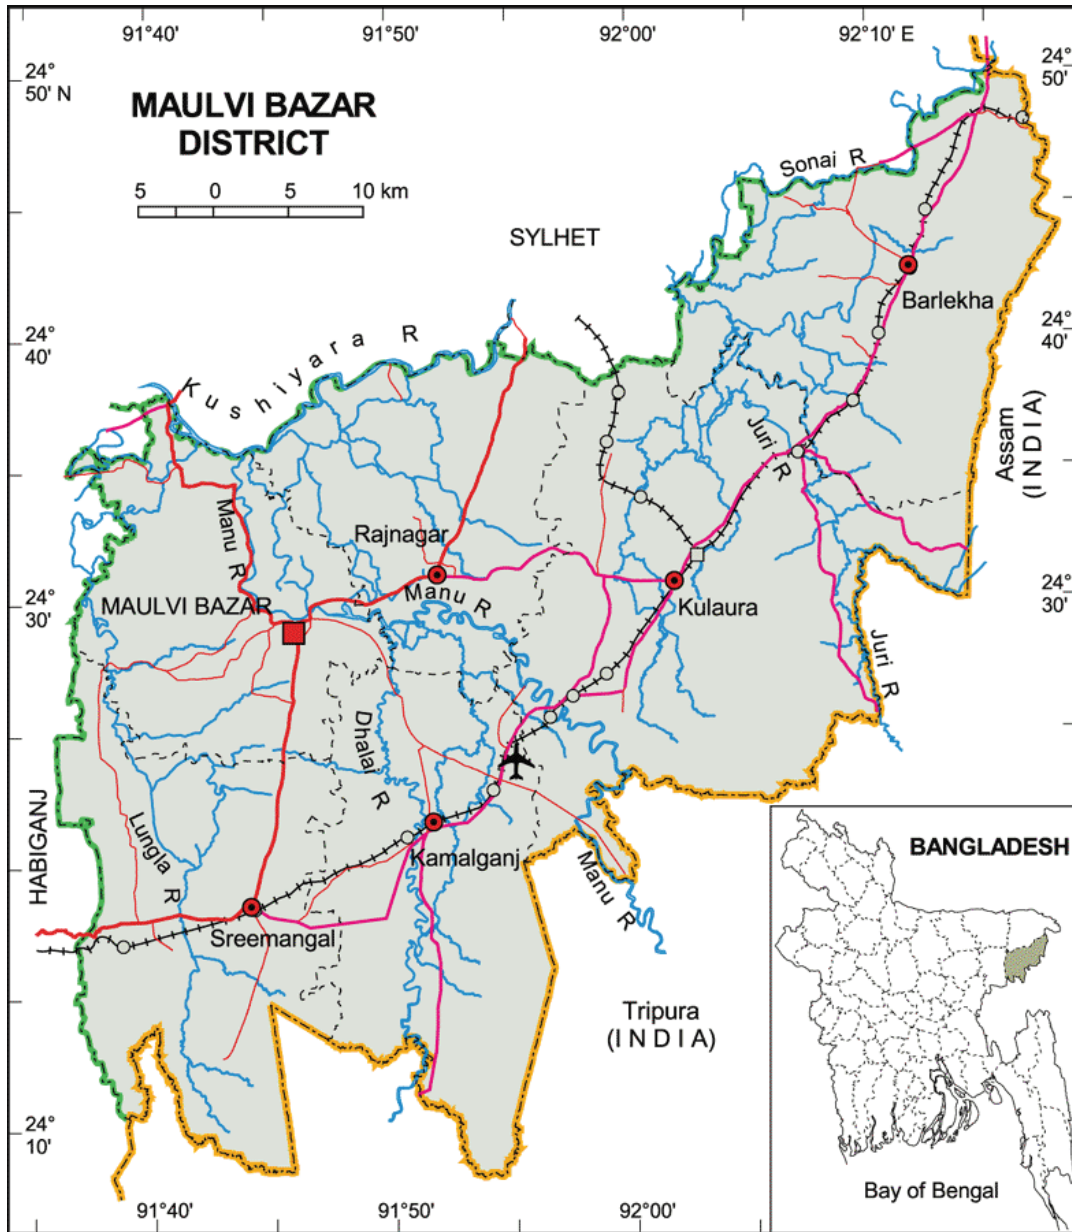 91°40'
91°50'
92°00'
92°10' E
24°
50' N
24°
50'
MAULVI BAZAR
DISTRICT
5 0 5 10 km
Sonai R
SYLHET
Barlekha
24°
40'
24°
40'
Kushiyara R
Juri R
Assam
(INDIA)
Manu R
Rajnagar
Manu R
MAULVI BAZAR
Kulaura
24°
30'
24°
30'
Juri R
Dhalai R
HABIGANJ
Lungla R
Kamalganj
Manu R
Sreemangal
Tripura
(INDIA)
BANGLADESH
Bay of Bengal
24°
10'
91°40'
91°50'
92°00'